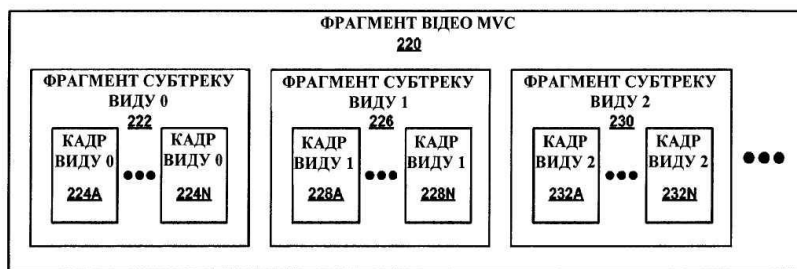 ФРАГМЕНТ ВІДЕО MVC
220
ФРАГМЕНТ СУБТРЕКУ
ВИДУ 0
222
КАДР
ВИДУ 0
224A
КАДР
ВИДУ 0
224N
ФРАГМЕНТ СУБТРЕКУ
ВИДУ 1
226
КАДР
ВИДУ 1
228A
КАДР
ВИДУ 1
228N
ФРАГМЕНТ СУБТРЕКУ
ВИДУ 2
230
КАДР
ВИДУ 2
232A
КАДР
ВИДУ 2
232N